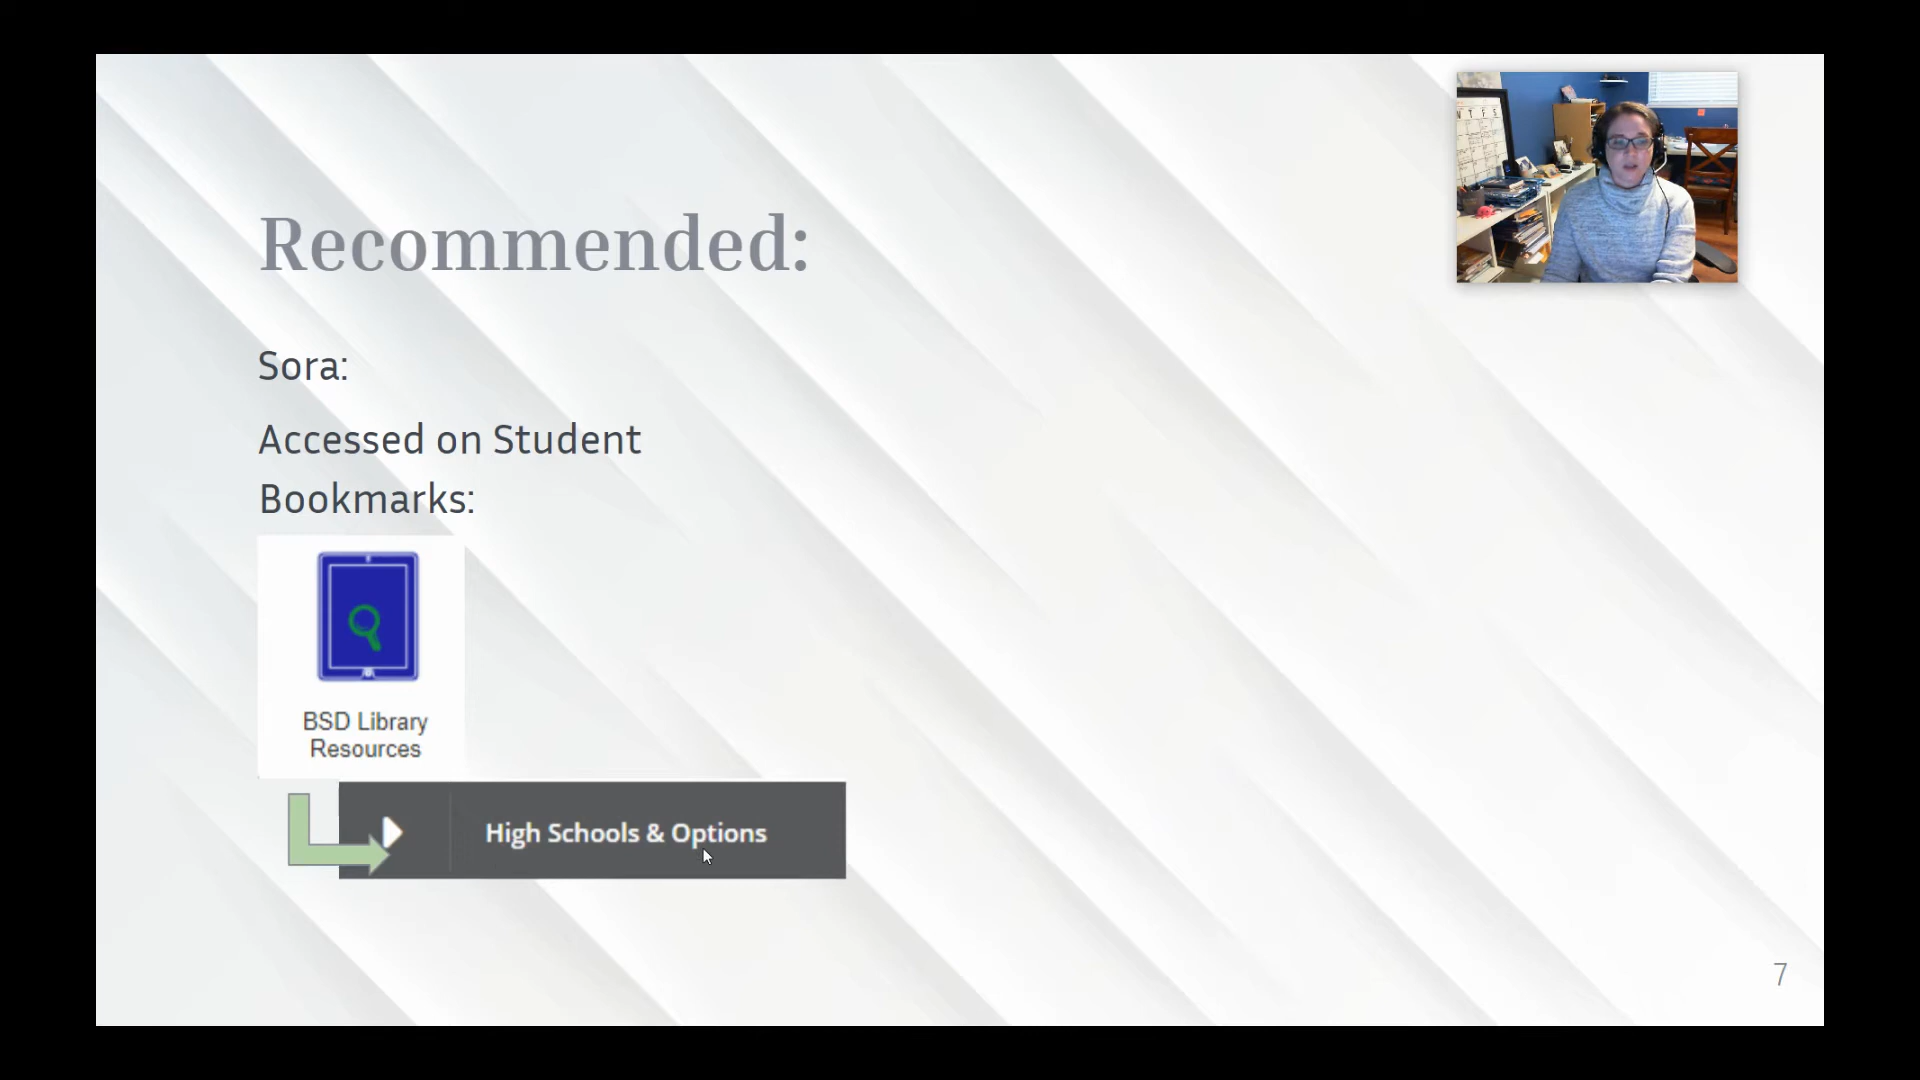 Recommended:
Sora:
Accessed on Student
Bookmarks:
BSD Library
Resources
High Schools & Options
7